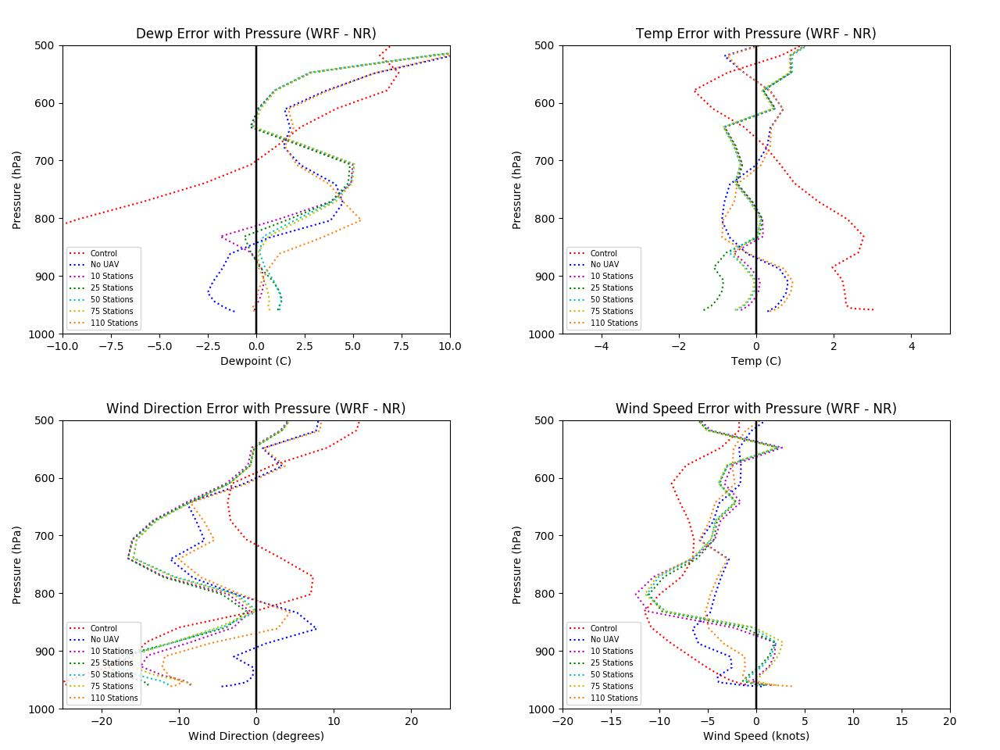 Dewp Error with Pressure (WRF - NR)
500
600
700
800
900
1000
Pressure (hPa)
Control
No UAV
10 Stations
25 Stations
50 Stations
75 Stations
110 Stations
−10.0 −7.5 −5.0 −2.5 0.0 2.5 5.0 7.5 10.0
Dewpoint (C)
Temp Error with Pressure (WRF - NR)
500
600
700
800
900
1000
Pressure (hPa)
Control
No UAV
10 Stations
25 Stations
50 Stations
75 Stations
110 Stations
−4 −2 0 2 4
Temp (C)
Wind Direction Error with Pressure (WRF - NR)
500
600
700
800
900
1000
Pressure (hPa)
Control
No UAV
10 Stations
25 Stations
50 Stations
75 Stations
110 Stations
−20 −10 0 10 20
Wind Direction (degrees)
Wind Speed Error with Pressure (WRF - NR)
500
600
700
800
900
1000
Pressure (hPa)
Control
No UAV
10 Stations
25 Stations
50 Stations
75 Stations
110 Stations
−20 −15 −10 −5 0 5 10 15 20
Wind Speed (knots)